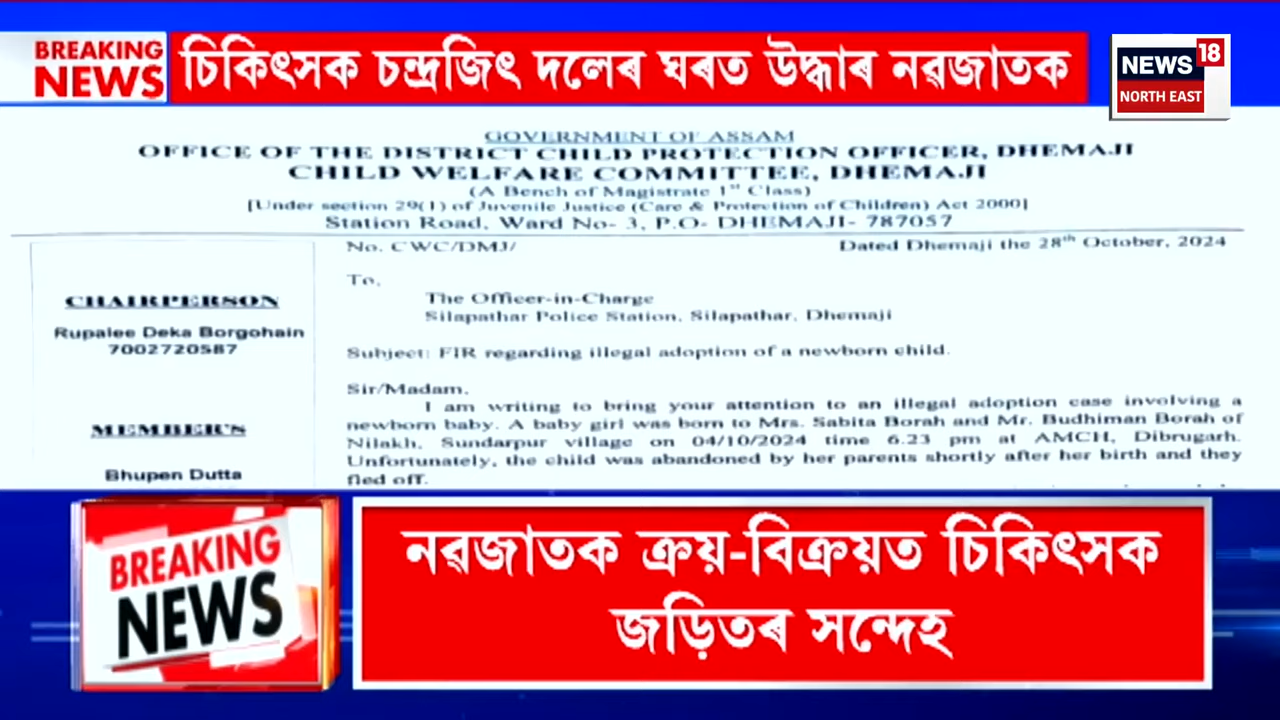 BREAKING
NEWS
চিকিৎসক চন্দ্ৰজিৎ দলেৰ ঘৰত উদ্ধাৰ নৱজাতক
NEWS 18
NORTH EAST
GOVERNMENT OF ASSAM
OFFICE OF THE DISTRICT CHILD PROTECTION OFFICER, DHEMAJI
CHILD WELFARE COMMITTEE, DHEMAJI
(A Bench of Magistrate 1st Class)
[Under section 29(1) of Juvenile Justice (Care & Protection of Children) Act 2000]
Station Road, Ward No- 3, P.O- DHEMAJI- 787057
No. CWC/DMJ/ Dated Dhemaji the 28th October, 2024
To,
The Officer-in-Charge
Silapathar Police Station, Silapathar, Dhemaji
CHAIRPERSON
Rupalee Deka Borgohain
7002720587
Subject: FIR regarding illegal adoption of a newborn child.
Sir/Madam,
I am writing to bring your attention to an illegal adoption case involving a
newborn baby. A baby girl was born to Mrs. Sabita Borah and Mr. Budhiman Borah of
Nilakh, Sundarpur village on 04/10/2024 time 6.23 pm at AMCH, Dibrugarh.
Unfortunately, the child was abandoned by her parents shortly after her birth and they
fled off.
MEMBER'S
Bhupen Dutta
BREAKING
NEWS
নৱজাতক ক্ৰয়-বিক্ৰয়ত চিকিৎসক
জড়িতৰ সন্দেহ